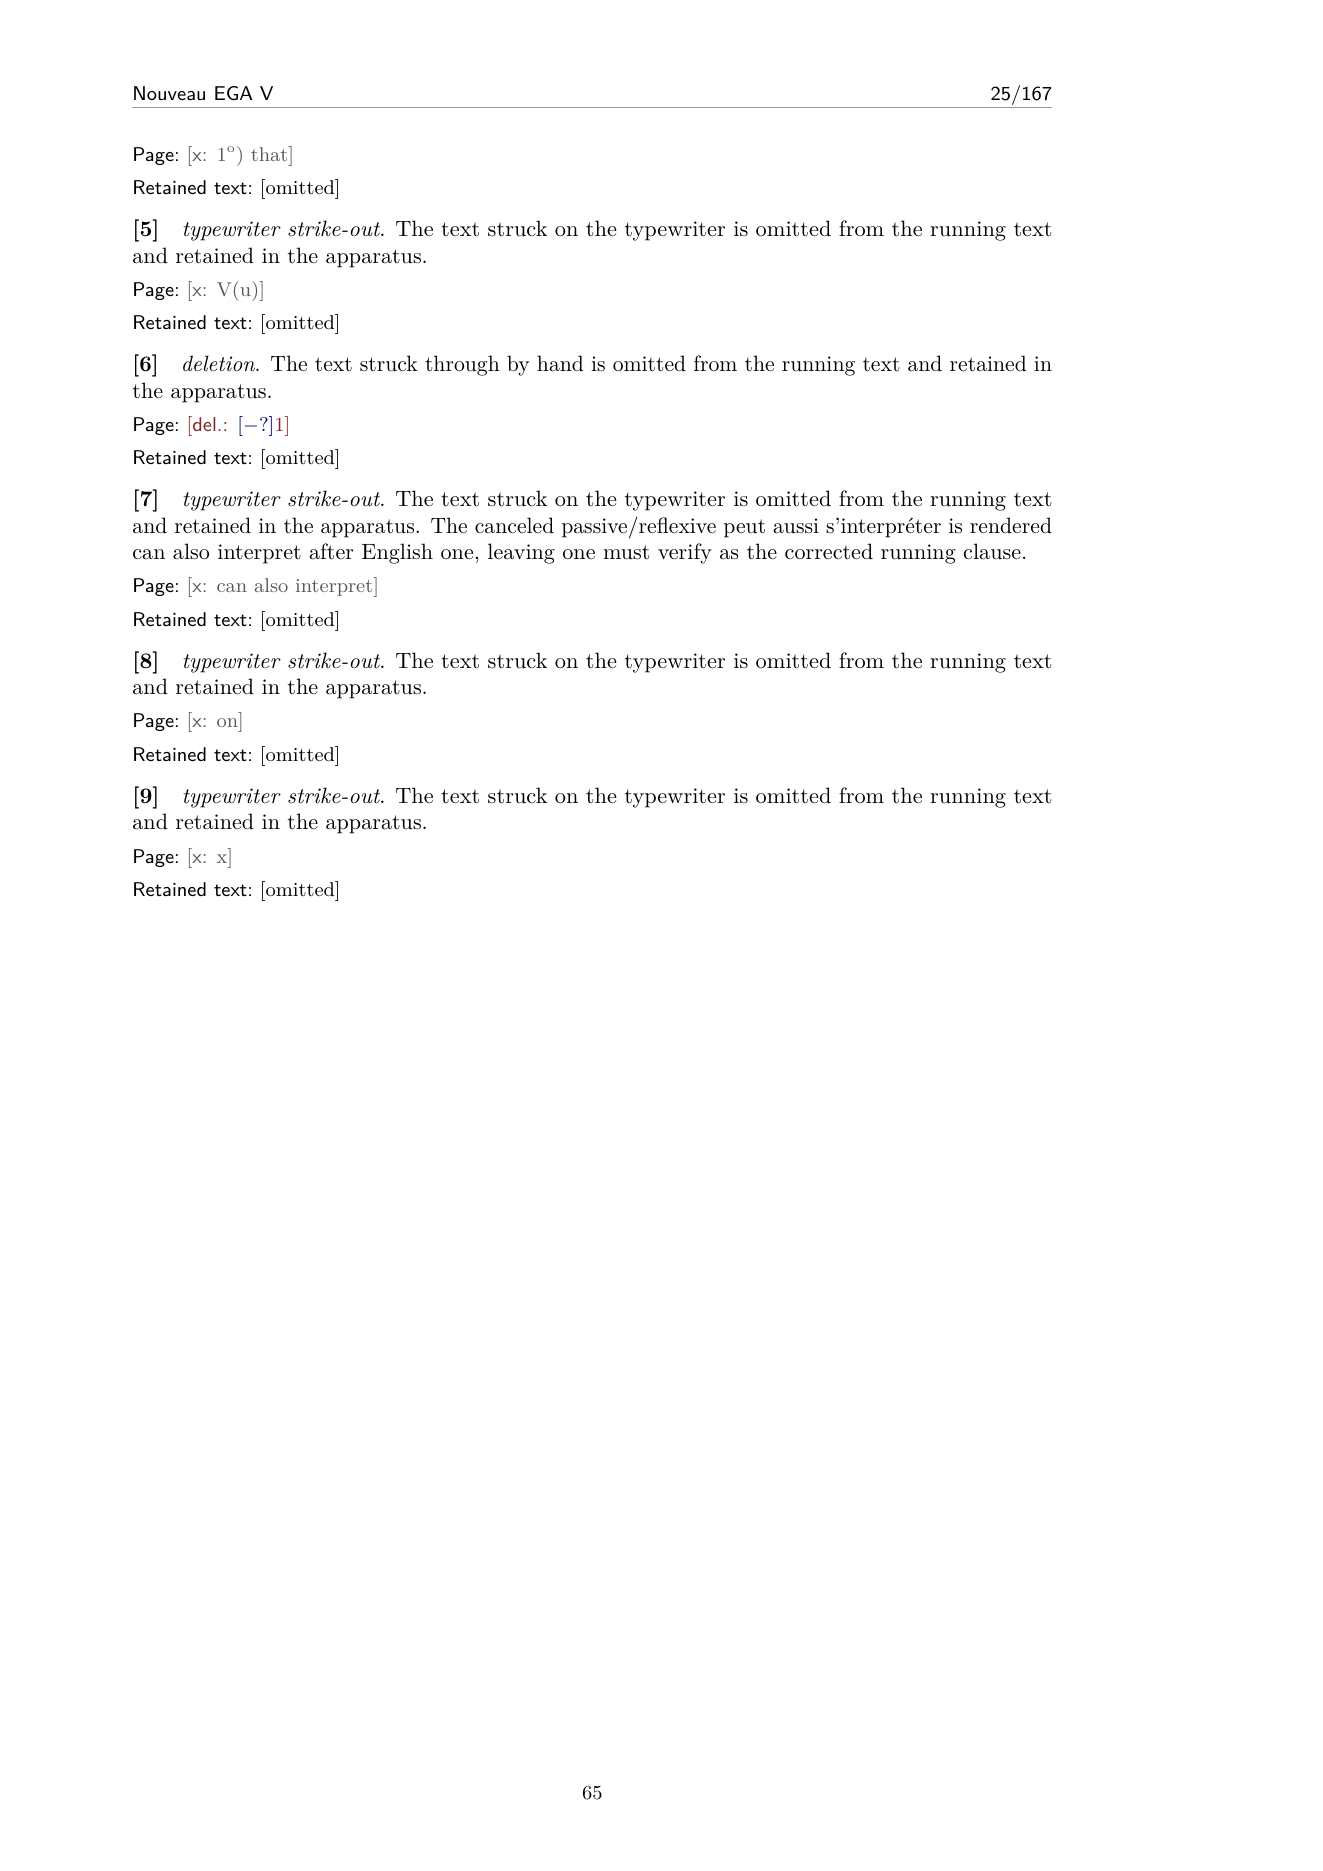 Nouveau EGA V 25/167
Page: [x: 1º) that]
Retained text: [omitted]
[5] typewriter strike-out. The text struck on the typewriter is omitted from the running text
and retained in the apparatus.
Page: [x: V(u)]
Retained text: [omitted]
[6] deletion. The text struck through by hand is omitted from the running text and retained in
the apparatus.
Page: [del.: [−?]1]
Retained text: [omitted]
[7] typewriter strike-out. The text struck on the typewriter is omitted from the running text
and retained in the apparatus. The canceled passive/reflexive peut aussi s'interpréter is rendered
can also interpret after English one, leaving one must verify as the corrected running clause.
Page: [x: can also interpret]
Retained text: [omitted]
[8] typewriter strike-out. The text struck on the typewriter is omitted from the running text
and retained in the apparatus.
Page: [x: on]
Retained text: [omitted]
[9] typewriter strike-out. The text struck on the typewriter is omitted from the running text
and retained in the apparatus.
Page: [x: x]
Retained text: [omitted]
65